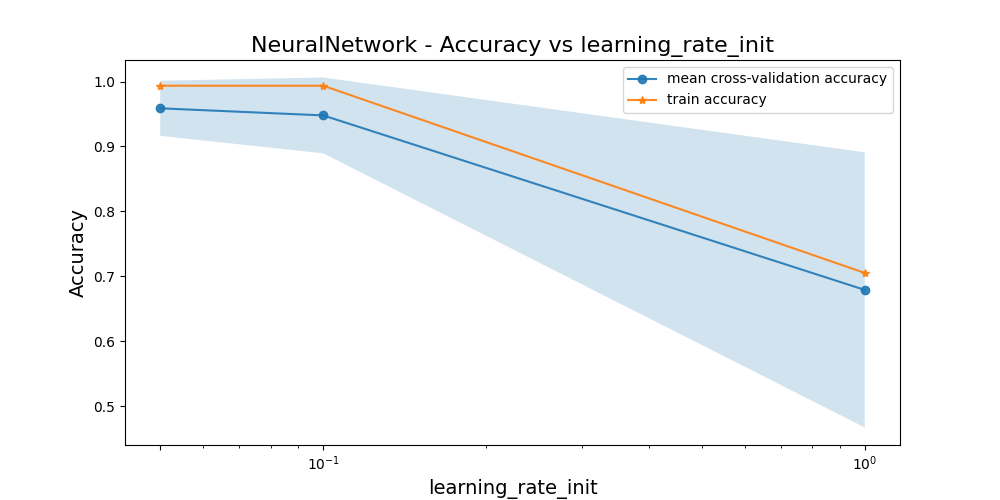 NeuralNetwork - Accuracy vs learning_rate_init
mean cross-validation accuracy
train accuracy
1.0
0.9
0.8
0.7
0.6
0.5
Accuracy
10⁻¹
10⁰
learning_rate_init